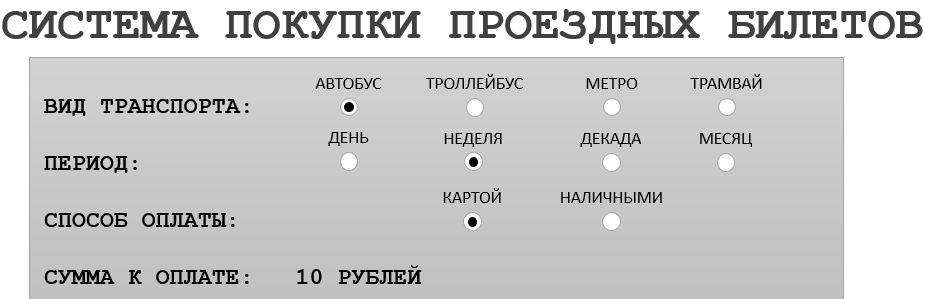 СИСТЕМА ПОКУПКИ ПРОЕЗДНЫХ БИЛЕТОВ
АВТОБУС ТРОЛЛЕЙБУС МЕТРО ТРАМВАЙ
ВИД ТРАНСПОРТА:
ДЕНЬ НЕДЕЛЯ ДЕКАДА МЕСЯЦ
ПЕРИОД:
КАРТОЙ НАЛИЧНЫМИ
СПОСОБ ОПЛАТЫ:
СУММА К ОПЛАТЕ: 10 РУБЛЕЙ